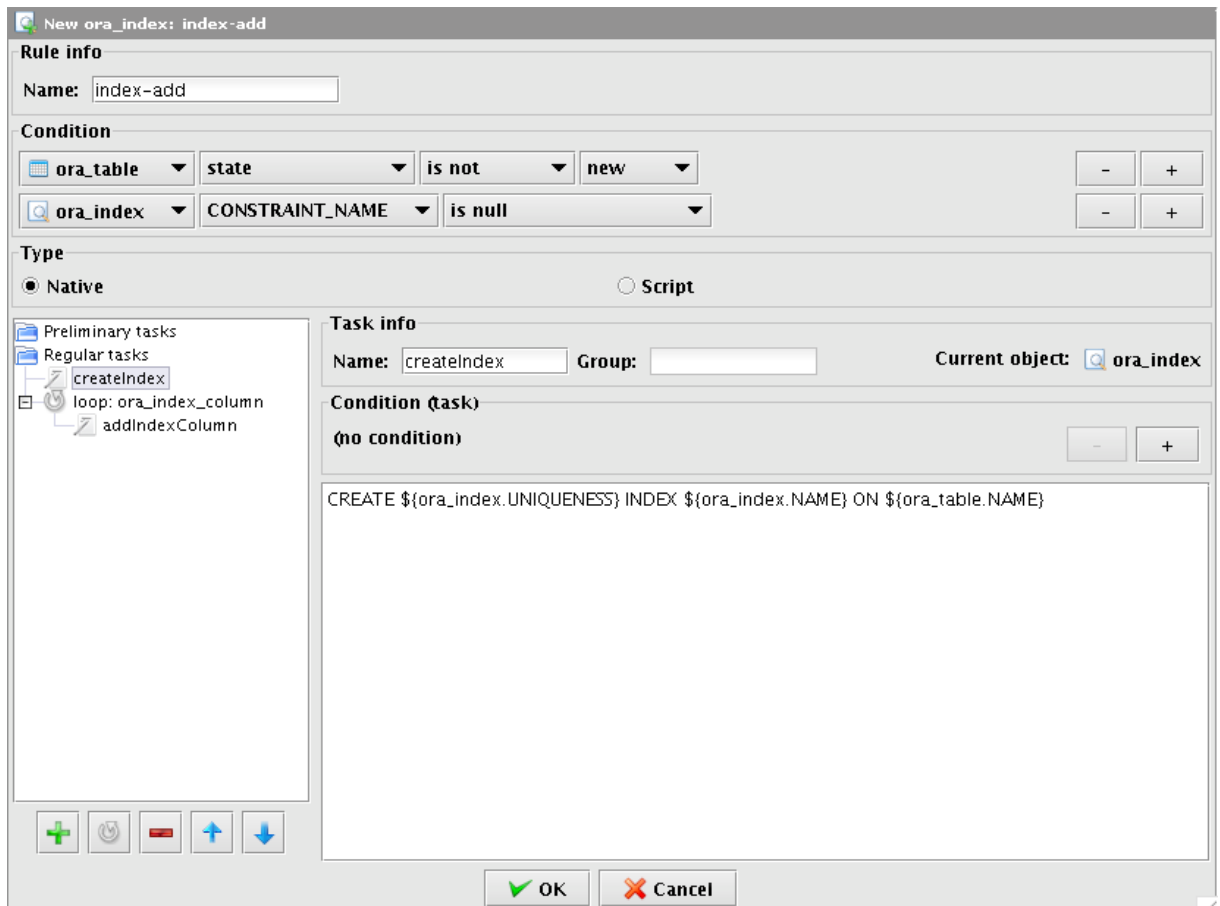 New ora_index: index-add
Rule info
Name: index-add
Condition
ora_table state is not new - +
ora_index CONSTRAINT_NAME is null - +
Type
Native Script
Preliminary tasks
Regular tasks
createIndex
loop: ora_index_column
addIndexColumn
Task info
Name: createIndex Group: Current object: ora_index
Condition (task)
(no condition) - +
CREATE ${ora_index.UNIQUENESS} INDEX ${ora_index.NAME} ON ${ora_table.NAME}
OK Cancel